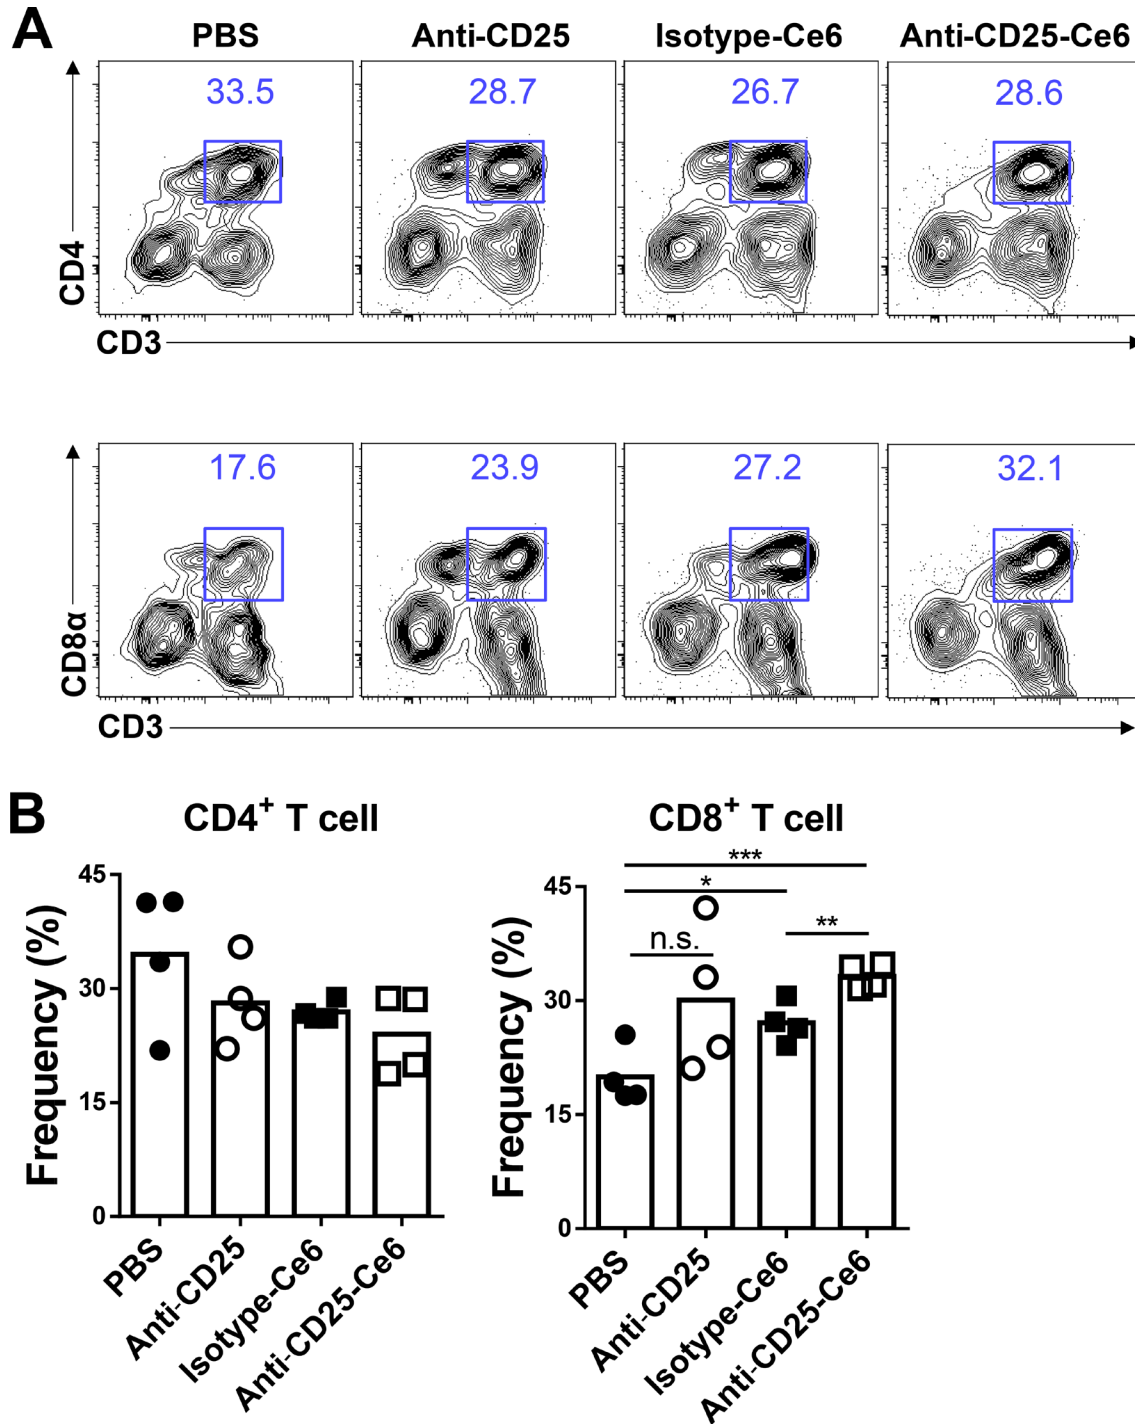 A
PBS
Anti-CD25
Isotype-Ce6
Anti-CD25-Ce6
33.5
28.7
26.7
28.6
CD4
CD3
17.6
23.9
27.2
32.1
CD8α
CD3
B
CD4+ T cell
Frequency (%)
45
30
15
0
PBS
Anti-CD25
Isotype-Ce6
Anti-CD25-Ce6
CD8+ T cell
***
*
**
n.s.
Frequency (%)
45
30
15
0
PBS
Anti-CD25
Isotype-Ce6
Anti-CD25-Ce6